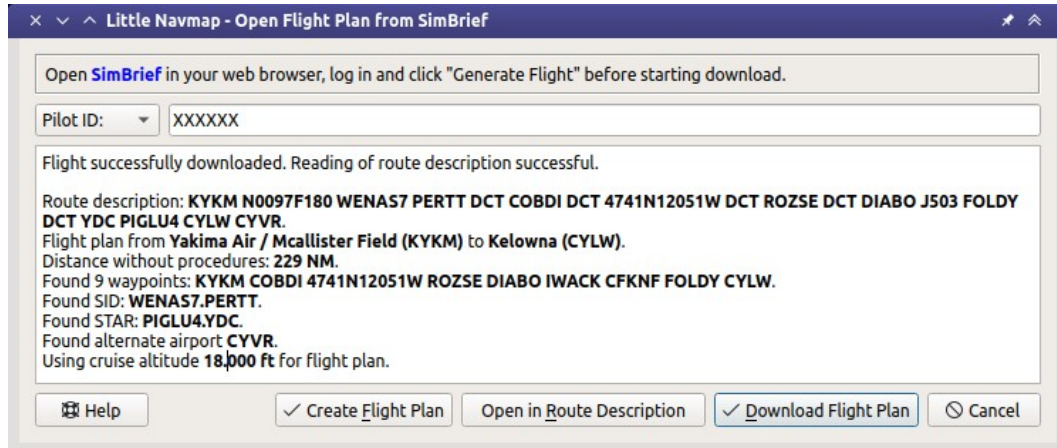 Little Navmap - Open Flight Plan from SimBrief
Open SimBrief in your web browser, log in and click "Generate Flight" before starting download.
Pilot ID: XXXXXX
Flight successfully downloaded. Reading of route description successful.
Route description: KYKM N0097F180 WENAS7 PERTT DCT COBDI DCT 4741N12051W DCT ROZSE DCT DIABO J503 FOLDY
DCT YDC PIGLU4 CYLW CYVR.
Flight plan from Yakima Air / Mcallister Field (KYKM) to Kelowna (CYLW).
Distance without procedures: 229 NM.
Found 9 waypoints: KYKM COBDI 4741N12051W ROZSE DIABO IWACK CFKNF FOLDY CYLW.
Found SID: WENAS7.PERTT.
Found STAR: PIGLU4.YDC.
Found alternate airport CYVR.
Using cruise altitude 18.000 ft for flight plan.
Help Create Flight Plan Open in Route Description Download Flight Plan Cancel